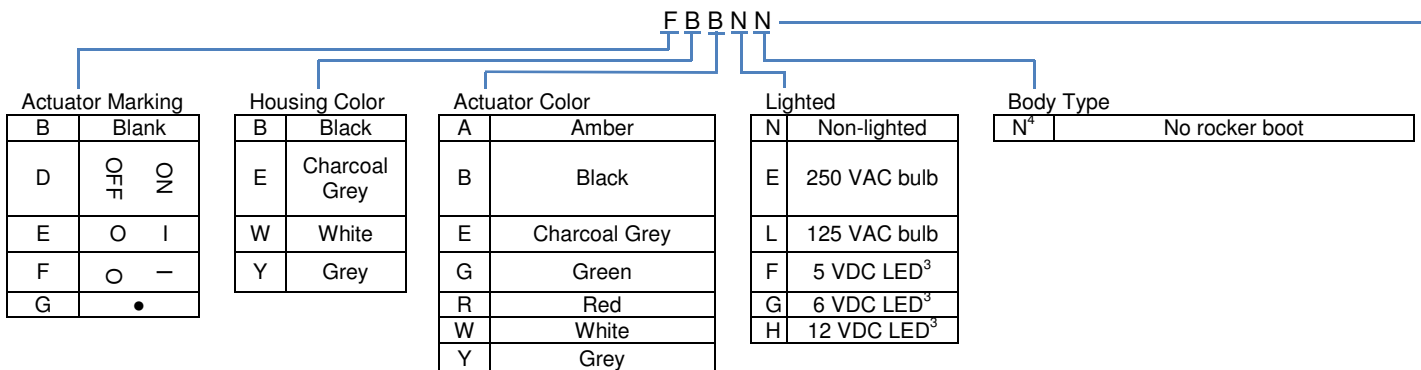 F B B N N
Actuator Marking
B Blank
D OFF ON
E O I
F O –
G ●
Housing Color
B Black
E Charcoal Grey
W White
Y Grey
Actuator Color
A Amber
B Black
E Charcoal Grey
G Green
R Red
W White
Y Grey
Lighted
N Non-lighted
E 250 VAC bulb
L 125 VAC bulb
F 5 VDC LED³
G 6 VDC LED³
H 12 VDC LED³
Body Type
N⁴ No rocker boot